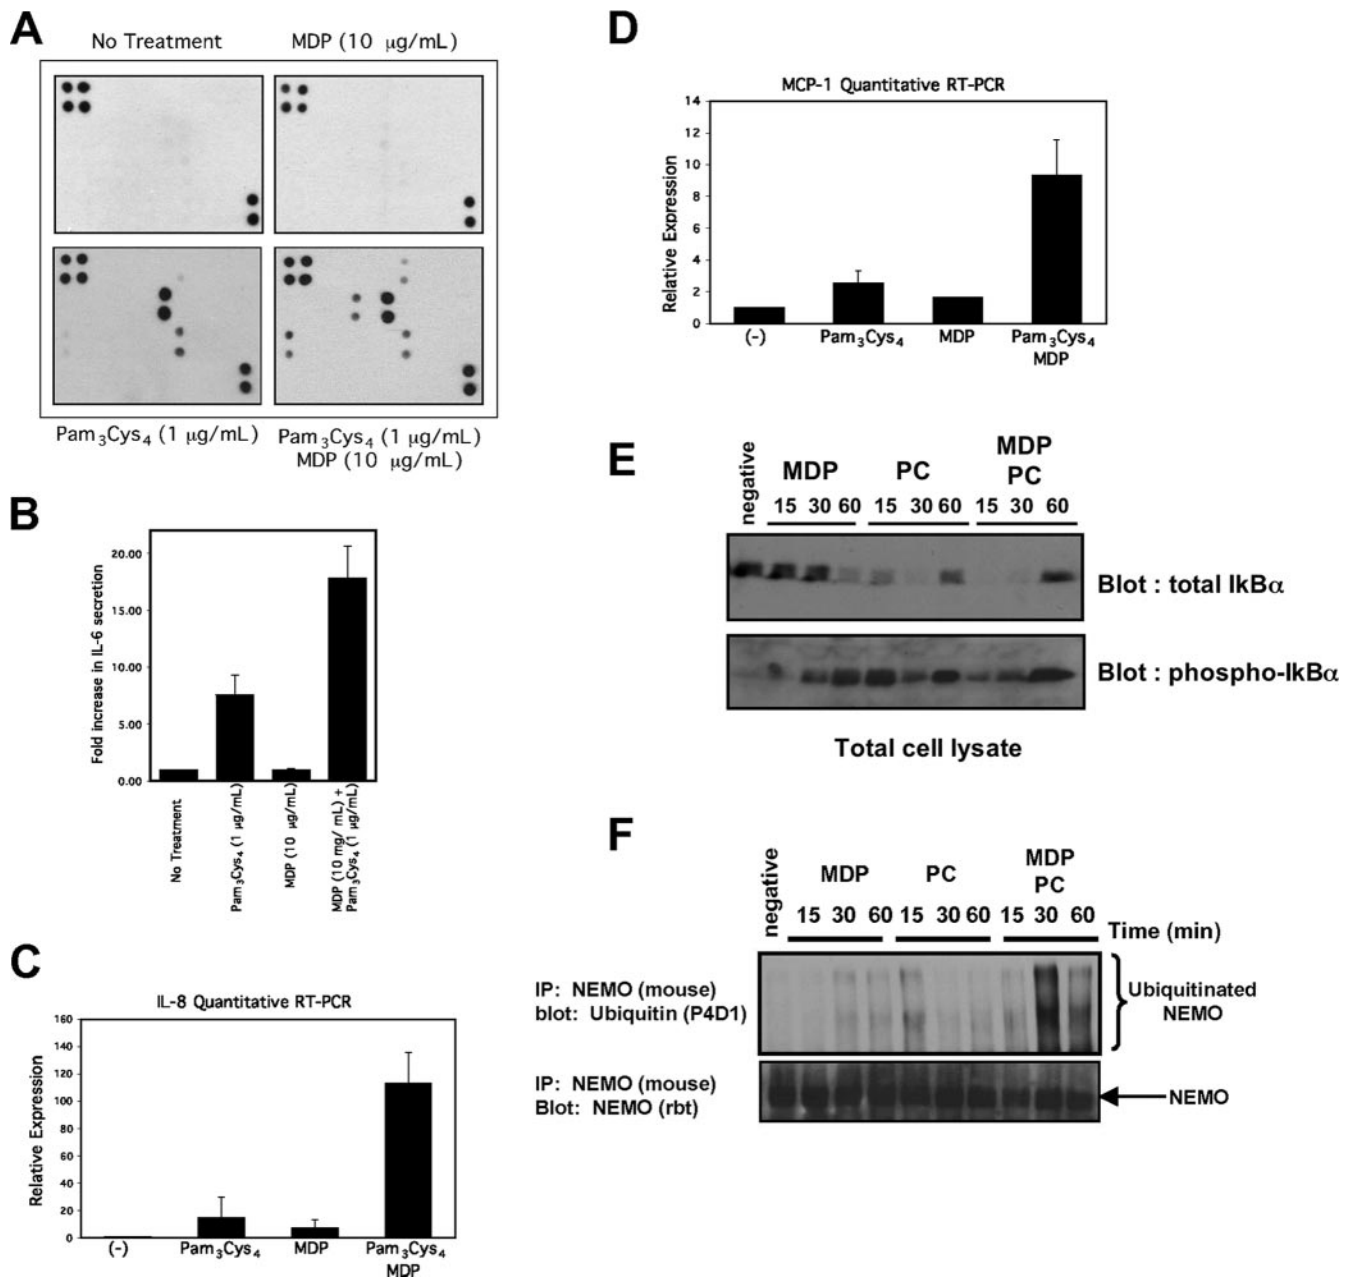 A
No Treatment
MDP (10 µg/mL)
Pam3Cys4 (1 µg/mL)
Pam3Cys4 (1 µg/mL)
MDP (10 µg/mL)
B
Fold increase in IL-6 secretion
20.00
15.00
10.00
5.00
0.00
No Treatment
Pam3Cys4 (1 µg/mL)
MDP (10 µg/mL)
MDP (10 mg/ mL) +
Pam3Cys4 (1 µg/mL)
C
IL-8 Quantitative RT-PCR
Relative Expression
160
140
120
100
80
60
40
20
0
(-)
Pam3Cys4
MDP
Pam3Cys4
MDP
D
MCP-1 Quantitative RT-PCR
Relative Expression
14
12
10
8
6
4
2
0
(-)
Pam3Cys4
MDP
Pam3Cys4
MDP
E
negative
MDP
PC
MDP
PC
15 30 60 15 30 60 15 30 60
Blot : total IkBα
Blot : phospho-IkBα
Total cell lysate
F
negative
MDP
PC
MDP
PC
15 30 60 15 30 60 15 30 60
Time (min)
IP: NEMO (mouse)
blot: Ubiquitin (P4D1)
Ubiquitinated
NEMO
IP: NEMO (mouse)
Blot: NEMO (rbt)
NEMO